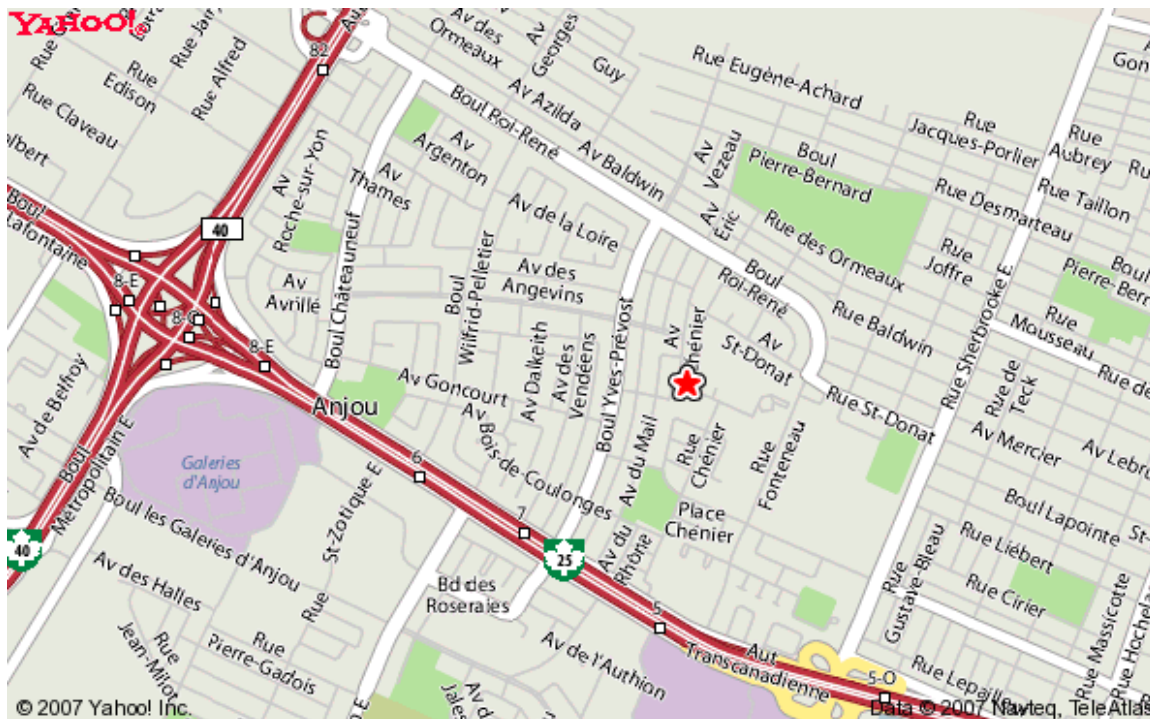 YAHOO!
82
Rue Jarry
Rue Edison
Rue Alfred
Rue Claveau
Av des Ormeaux
Av Georges
Guy
Av Azilda
Boul Roi-René
Av Baldwin
Rue Eugène-Achard
Rue Jacques-Porlier
Rue Aubrey
Rue Taillon
Boul Pierre-Bernard
Rue Desmarteau
Av Vezeau
Av Éric
Rue des Ormeaux
Rue Joffre
Boul Pierre-Bern
Rue Mousseau
Rue Baldwin
Boul Roi-René
Av Argenton
Av Thames
Av Roche-sur-Yon
Av de la Loire
Av des Angevins
Boul Wilfrid-Pelletier
Boul Châteauneuf
Av Avrillé
40
Boul
Lafontaine
8-E
8-E
Av Goncourt
Av Dalkeith
Av des Vendéens
Boul Yves-Prévost
Av Chénier
Av St-Donat
Rue St-Donat
Rue Sherbrooke E
Rue de Teck
Av Mercier
Av Lebru
Boul Lapointe
Rue Liébert
Rue Cirier
Rue Massicotte
Rue Hochela
Rue Gustave-Bleau
Rue Lepailleur
Anjou
Galeries d'Anjou
Av de Belfroy
Boul Métropolitain E
40
Boul les Galeries d'Anjou
Av des Halles
Rue St-Zotique E
Rue Pierre-Gadois
Rue Jean-Milot
6
7
25
Av Bois-de-Coulonges
Av du Mail
Av du Rhône
Rue Chénier
Place Chénier
Rue Fonteneau
Bd des Roseraies
Av de l'Authion
5
Aut Transcanadienne
5-O
© 2007 Yahoo! Inc.
Data © 2007 Navteq, TeleAtlas